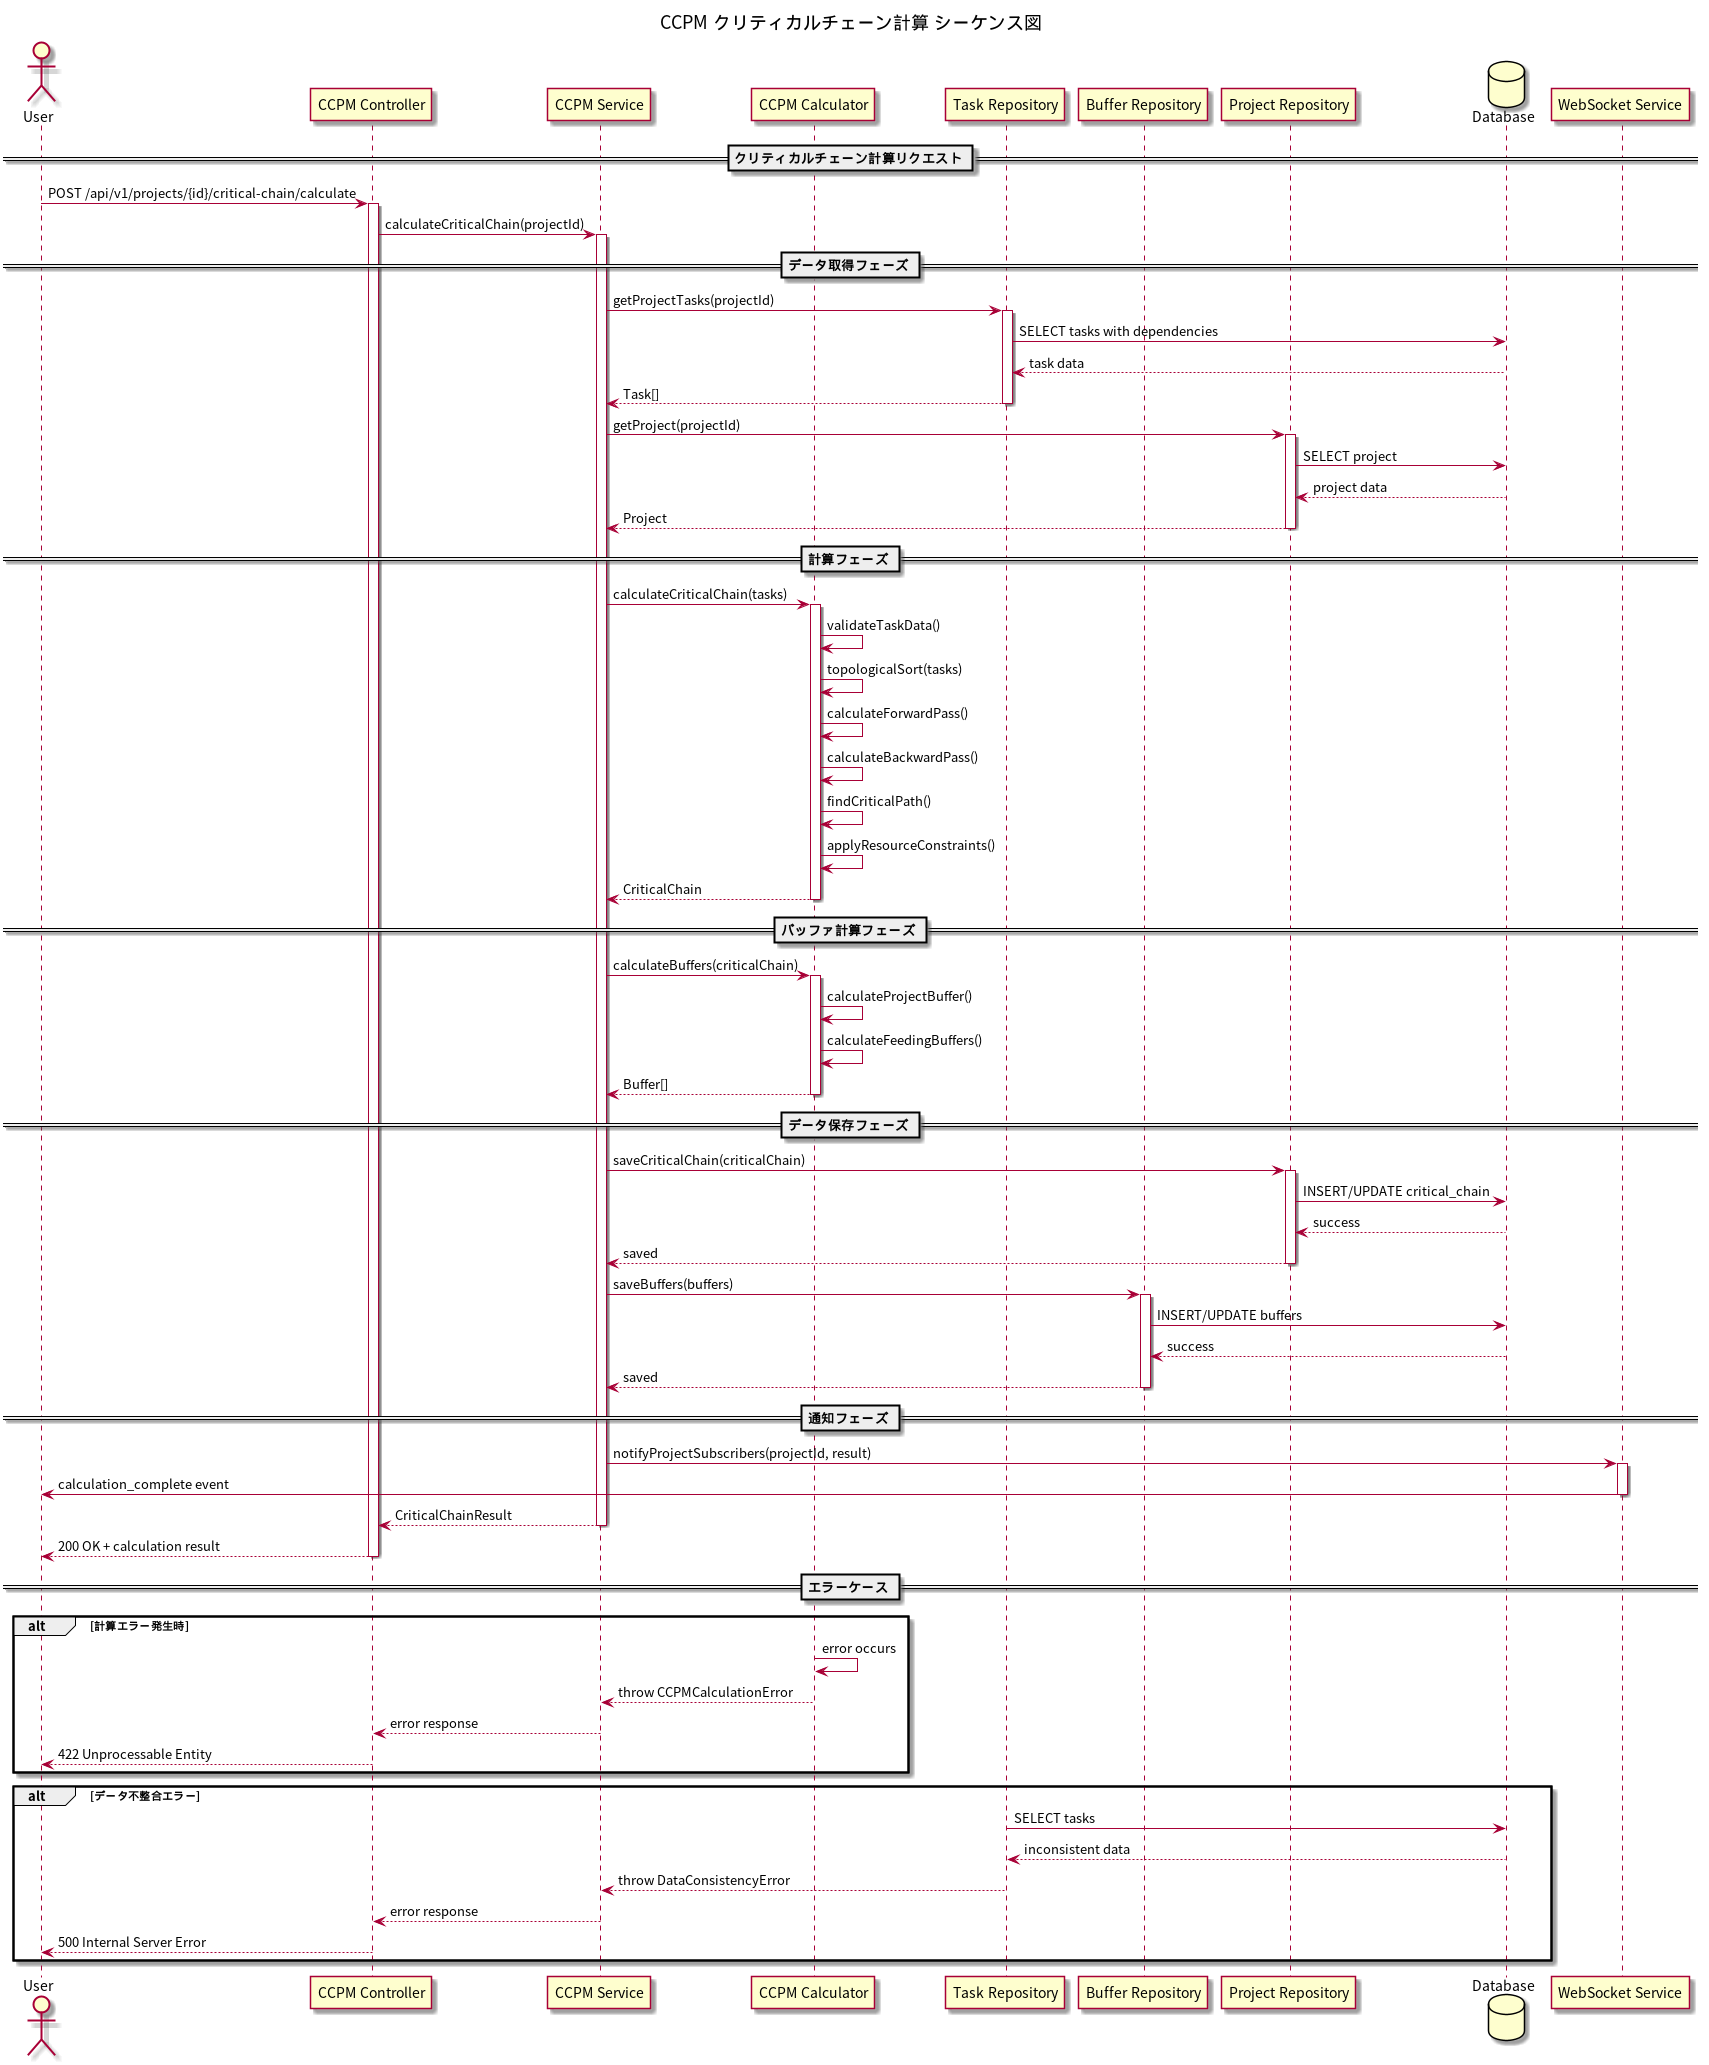 CCPM クリティカルチェーン計算 シーケンス図
User
CCPM Controller
CCPM Service
CCPM Calculator
Task Repository
Buffer Repository
Project Repository
Database
WebSocket Service
クリティカルチェーン計算リクエスト
POST /api/v1/projects/{id}/critical-chain/calculate
calculateCriticalChain(projectId)
データ取得フェーズ
getProjectTasks(projectId)
SELECT tasks with dependencies
task data
Task[]
getProject(projectId)
SELECT project
project data
Project
計算フェーズ
calculateCriticalChain(tasks)
validateTaskData()
topologicalSort(tasks)
calculateForwardPass()
calculateBackwardPass()
findCriticalPath()
applyResourceConstraints()
CriticalChain
バッファ計算フェーズ
calculateBuffers(criticalChain)
calculateProjectBuffer()
calculateFeedingBuffers()
Buffer[]
データ保存フェーズ
saveCriticalChain(criticalChain)
INSERT/UPDATE critical_chain
success
saved
saveBuffers(buffers)
INSERT/UPDATE buffers
success
saved
通知フェーズ
notifyProjectSubscribers(projectId, result)
calculation_complete event
CriticalChainResult
200 OK + calculation result
エラーケース
alt [計算エラー発生時]
error occurs
throw CCPMCalculationError
error response
422 Unprocessable Entity
alt [データ不整合エラー]
SELECT tasks
inconsistent data
throw DataConsistencyError
error response
500 Internal Server Error
User
CCPM Controller
CCPM Service
CCPM Calculator
Task Repository
Buffer Repository
Project Repository
Database
WebSocket Service